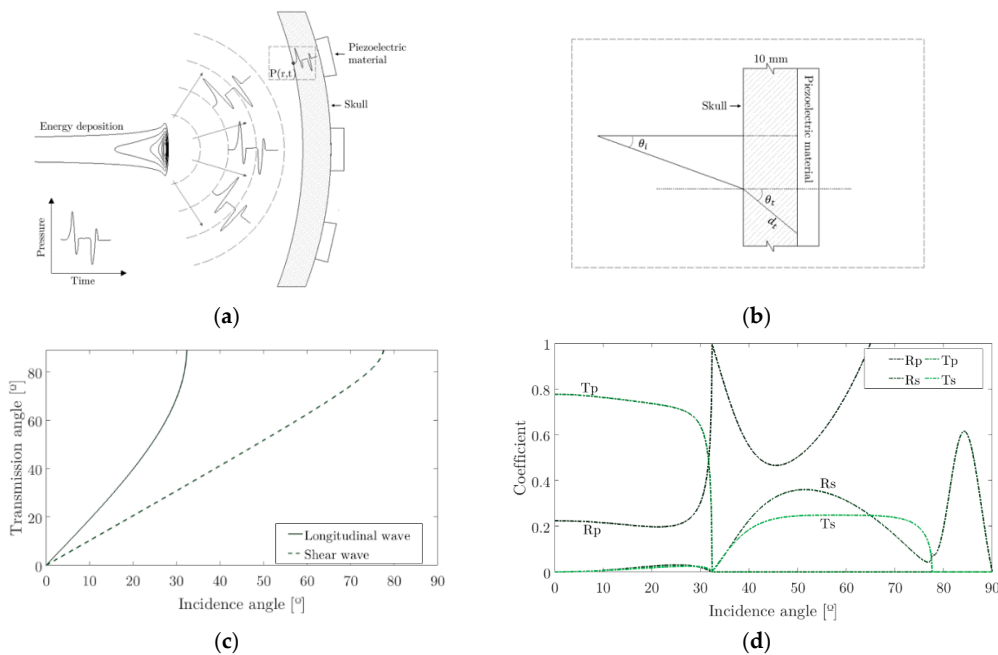 Piezoelectric
material
P(r,t)
Skull
Energy deposition
Pressure
Time
(a)
10 mm
Skull
Piezoelectric material
θi
θt
dt
(b)
Transmission angle [º]
80
60
40
20
0
0 10 20 30 40 50 60 70 80 90
Incidence angle [º]
Longitudinal wave
Shear wave
(c)
Coefficient
1
0.8
0.6
0.4
0.2
0
0 10 20 30 40 50 60 70 80 90
Incidence angle [º]
Rp Tp
Rs Ts
Tp
Rp
Rs
Ts
(d)